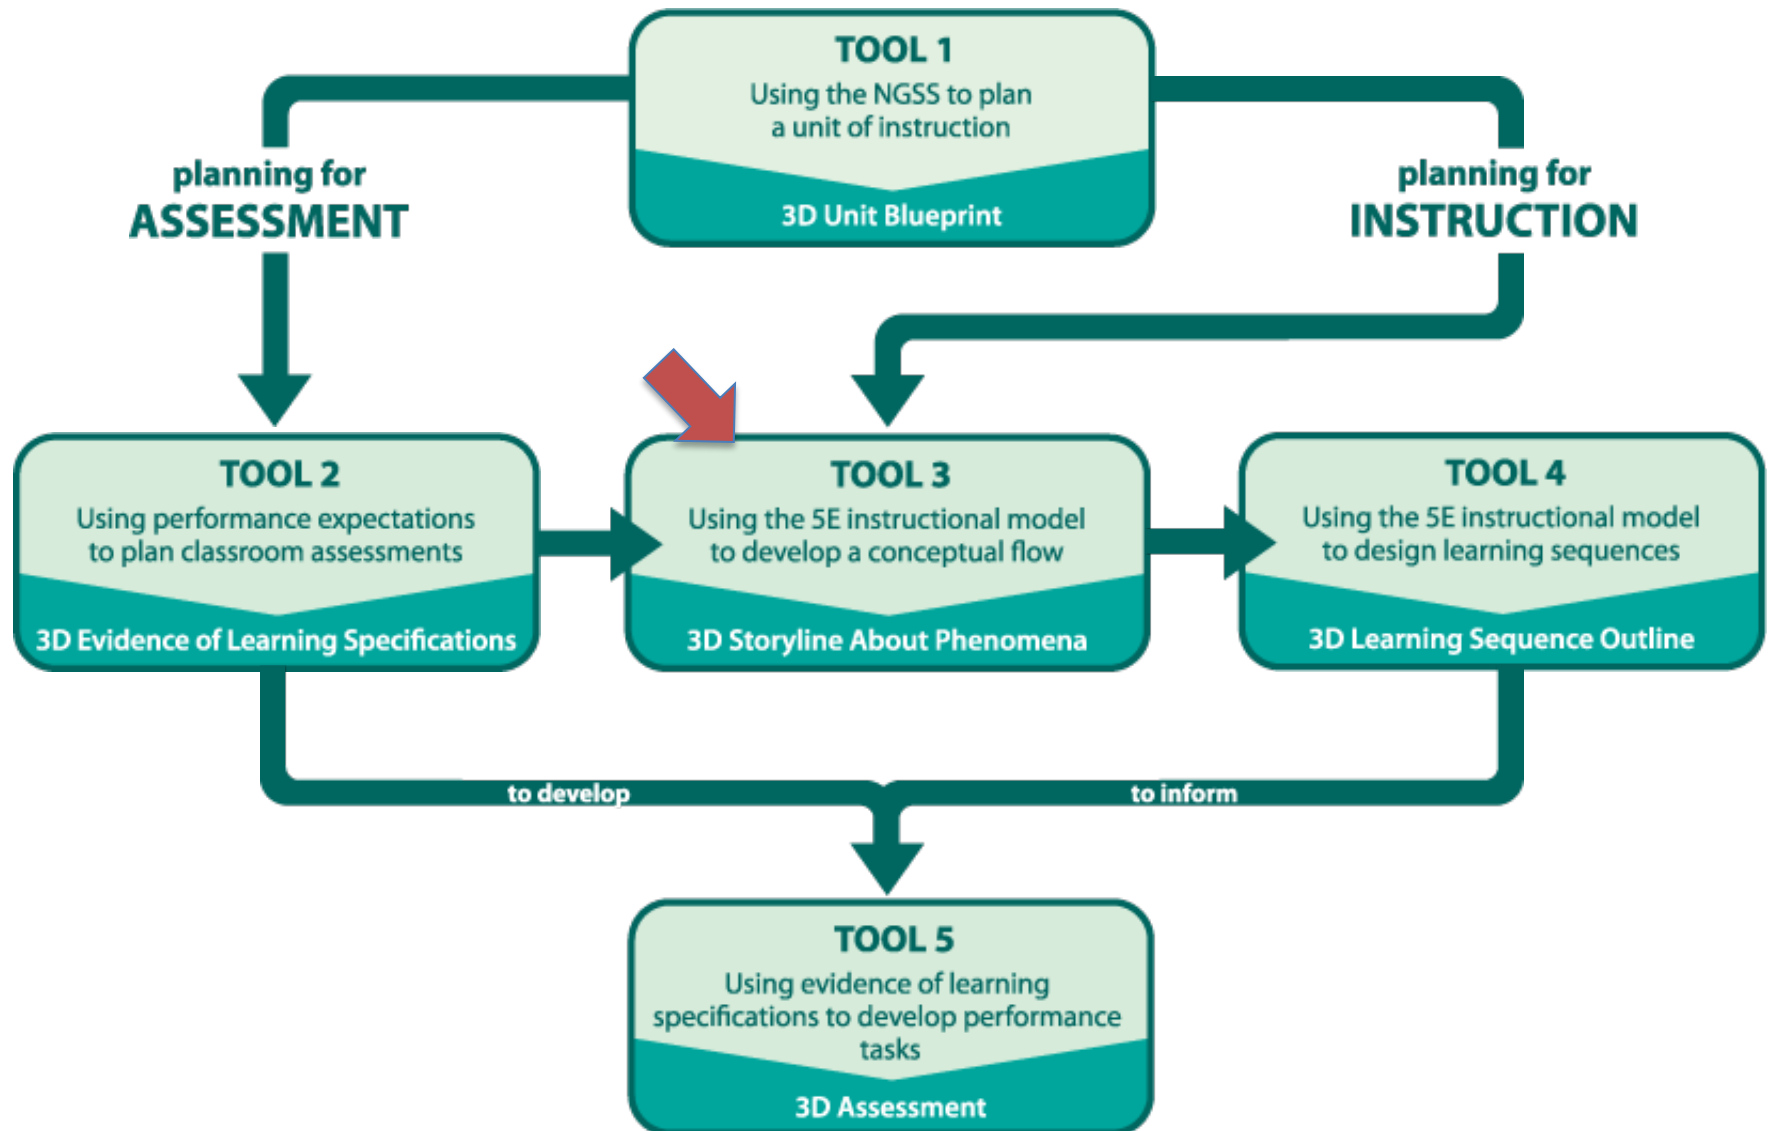 TOOL 1
Using the NGSS to plan
a unit of instruction
3D Unit Blueprint
planning for
ASSESSMENT
planning for
INSTRUCTION
TOOL 2
Using performance expectations
to plan classroom assessments
3D Evidence of Learning Specifications
TOOL 3
Using the 5E instructional model
to develop a conceptual flow
3D Storyline About Phenomena
TOOL 4
Using the 5E instructional model
to design learning sequences
3D Learning Sequence Outline
to develop
to inform
TOOL 5
Using evidence of learning
specifications to develop performance
tasks
3D Assessment